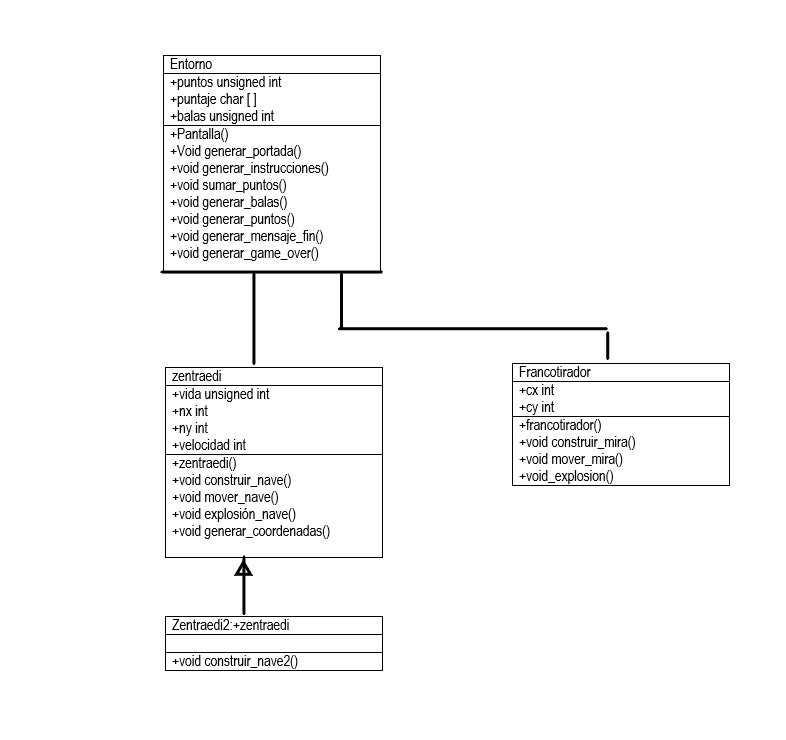 Entorno
+puntos unsigned int
+puntaje char [ ]
+balas unsigned int
+Pantalla()
+Void generar_portada()
+void generar_instrucciones()
+void sumar_puntos()
+void generar_balas()
+void generar_puntos()
+void generar_mensaje_fin()
+void generar_game_over()
zentraedi
+vida unsigned int
+nx int
+ny int
+velocidad int
+zentraedi()
+void construir_nave()
+void mover_nave()
+void explosión_nave()
+void generar_coordenadas()
Francotirador
+cx int
+cy int
+francotirador()
+void construir_mira()
+void mover_mira()
+void_explosion()
Zentraedi2:+zentraedi
+void construir_nave2()